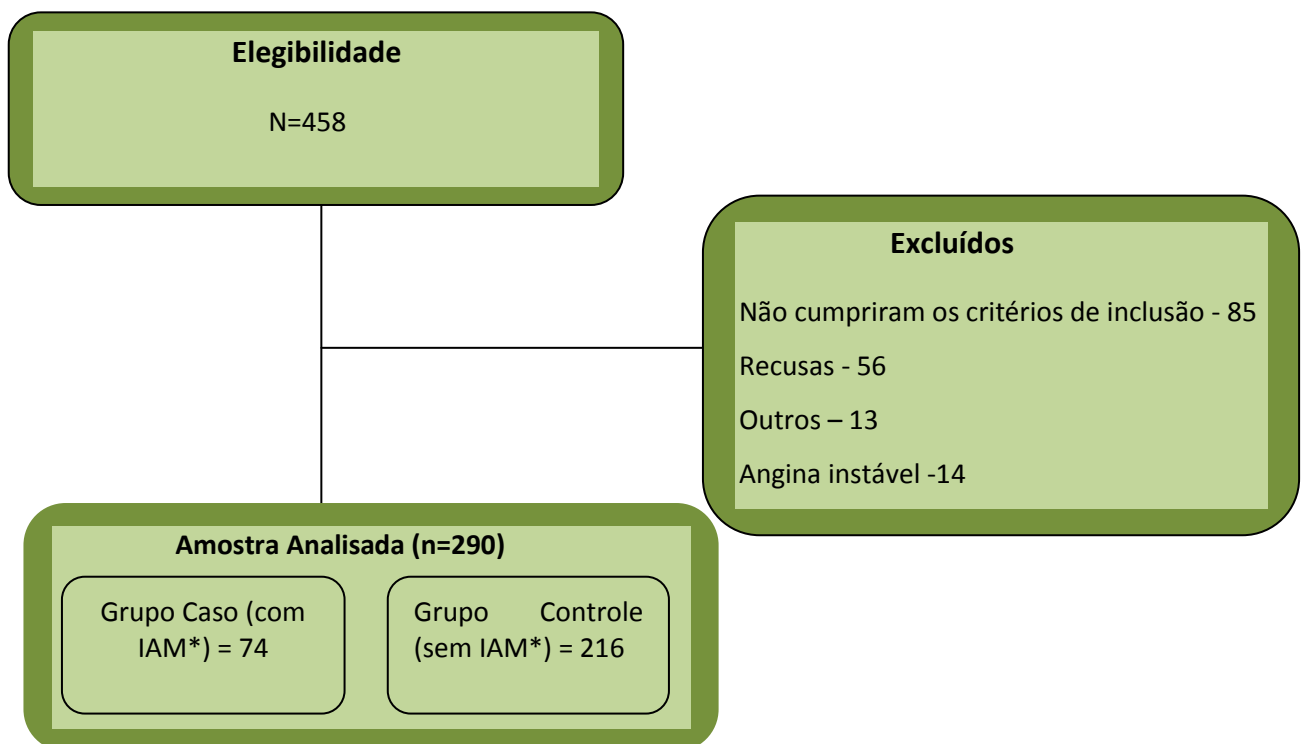 Elegibilidade
N=458
Excluídos
Não cumpriram os critérios de inclusão - 85
Recusas - 56
Outros – 13
Angina instável -14
Amostra Analisada (n=290)
Grupo Caso (com
IAM*) = 74
Grupo Controle
(sem IAM*) = 216